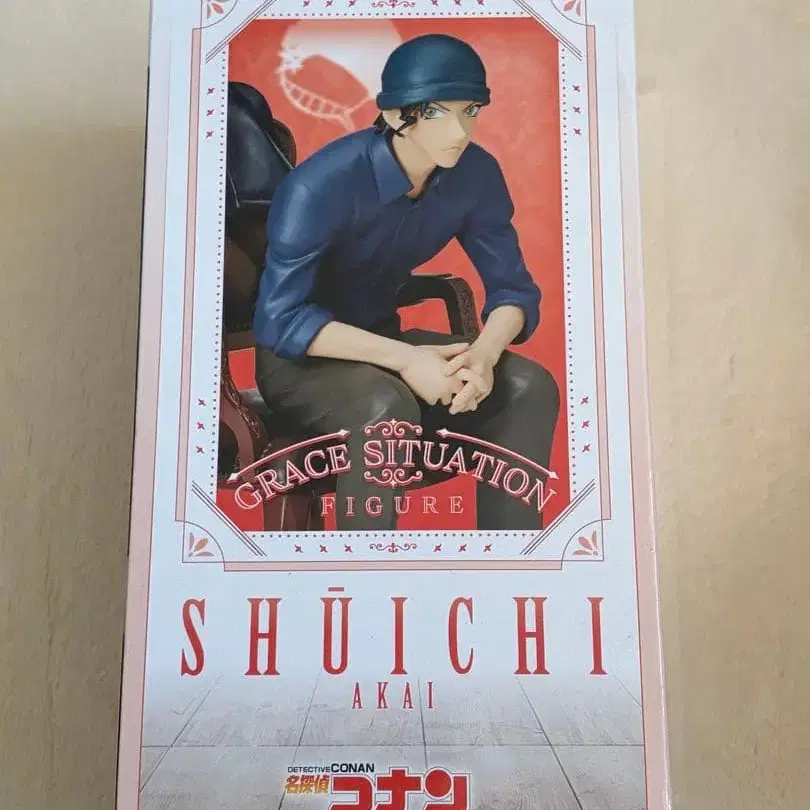 GRACE SITUATION
FIGURE
SHŪICHI
AKAI
DETECTIVE CONAN
名探偵
コナン